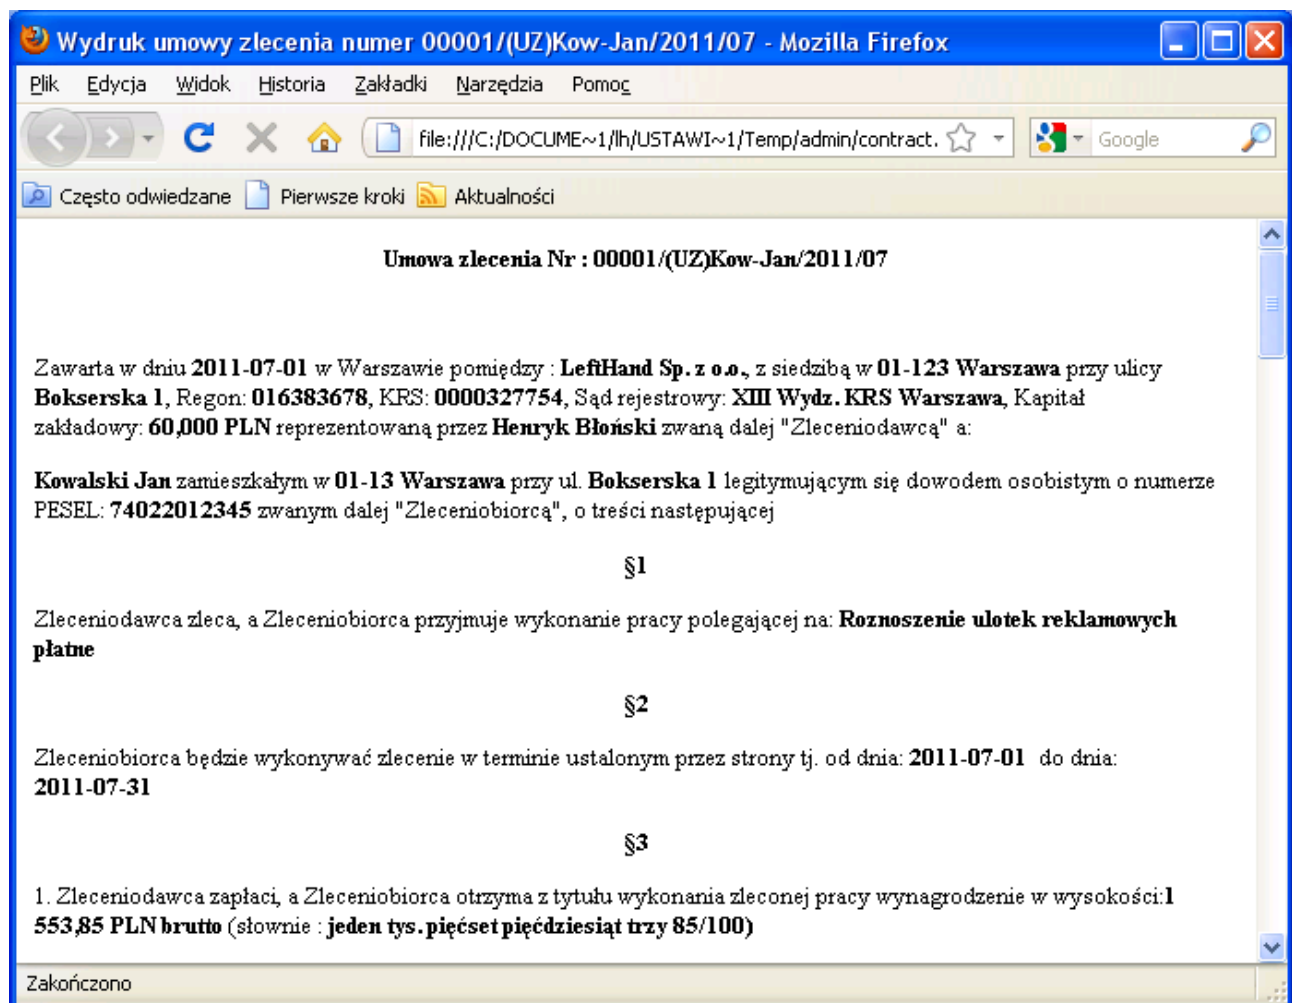 Wydruk umowy zlecenia numer 00001/(UZ)Kow-Jan/2011/07 - Mozilla Firefox
Plik Edycja Widok Historia Zakładki Narzędzia Pomoc
file:///C:/DOCUME~1/lh/USTAWI~1/Temp/admin/contract. Google
Często odwiedzane Pierwsze kroki Aktualności
Umowa zlecenia Nr : 00001/(UZ)Kow-Jan/2011/07
Zawarta w dniu 2011-07-01 w Warszawie pomiędzy : LeftHand Sp. z o.o., z siedzibą w 01-123 Warszawa przy ulicy
Bokserska 1, Regon: 016383678, KRS: 0000327754, Sąd rejestrowy: XIII Wydz. KRS Warszawa, Kapitał
zakładowy: 60,000 PLN reprezentowaną przez Henryk Błoński zwaną dalej "Zleceniodawcą" a:
Kowalski Jan zamieszkałym w 01-13 Warszawa przy ul. Bokserska 1 legitymującym się dowodem osobistym o numerze
PESEL: 74022012345 zwanym dalej "Zleceniobiorcą", o treści następującej
§1
Zleceniodawca zleca, a Zleceniobiorca przyjmuje wykonanie pracy polegającej na: Roznoszenie ulotek reklamowych
płatne
§2
Zleceniobiorca będzie wykonywać zlecenie w terminie ustalonym przez strony tj. od dnia: 2011-07-01 do dnia:
2011-07-31
§3
1. Zleceniodawca zapłaci, a Zleceniobiorca otrzyma z tytułu wykonania zleconej pracy wynagrodzenie w wysokości:1
553,85 PLN brutto (słownie : jeden tys. pięćset pięćdziesiąt trzy 85/100)
Zakończono